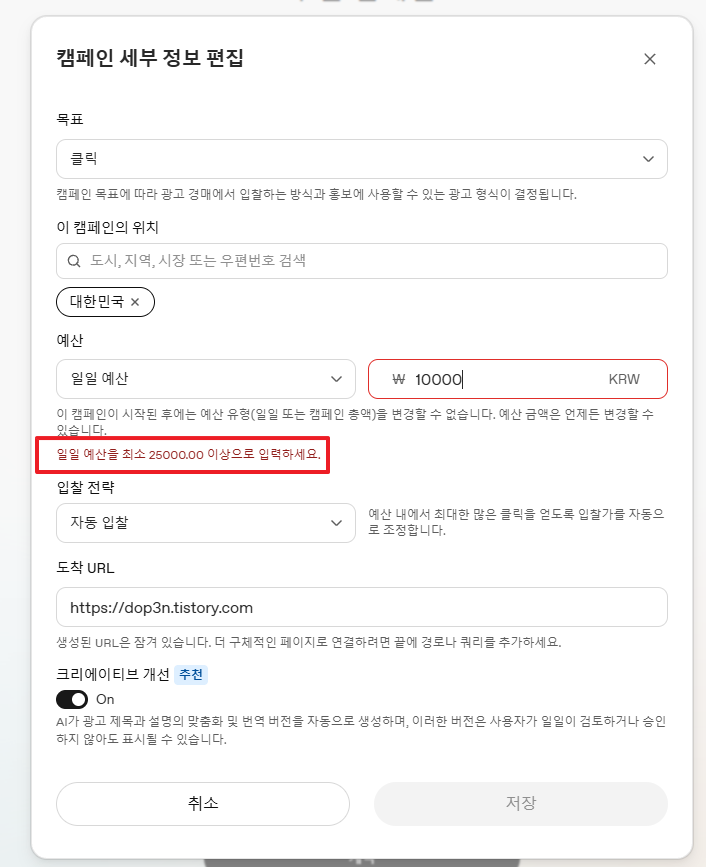 캠페인 세부 정보 편집
목표
클릭
캠페인 목표에 따라 광고 경매에서 입찰하는 방식과 홍보에 사용할 수 있는 광고 형식이 결정됩니다.
이 캠페인의 위치
도시, 지역, 시장 또는 우편번호 검색
대한민국 ×
예산
일일 예산
₩ 10000 KRW
이 캠페인이 시작된 후에는 예산 유형(일일 또는 캠페인 총액)을 변경할 수 없습니다. 예산 금액은 언제든 변경할 수
있습니다.
일일 예산을 최소 25000.00 이상으로 입력하세요.
입찰 전략
자동 입찰
예산 내에서 최대한 많은 클릭을 얻도록 입찰가를 자동으
로 조정합니다.
도착 URL
https://dop3n.tistory.com
생성된 URL은 잠겨 있습니다. 더 구체적인 페이지로 연결하려면 끝에 경로나 쿼리를 추가하세요.
크리에이티브 개선 추천
On
AI가 광고 제목과 설명의 맞춤화 및 번역 버전을 자동으로 생성하며, 이러한 버전은 사용자가 일일이 검토하거나 승인
하지 않아도 표시될 수 있습니다.
취소
저장